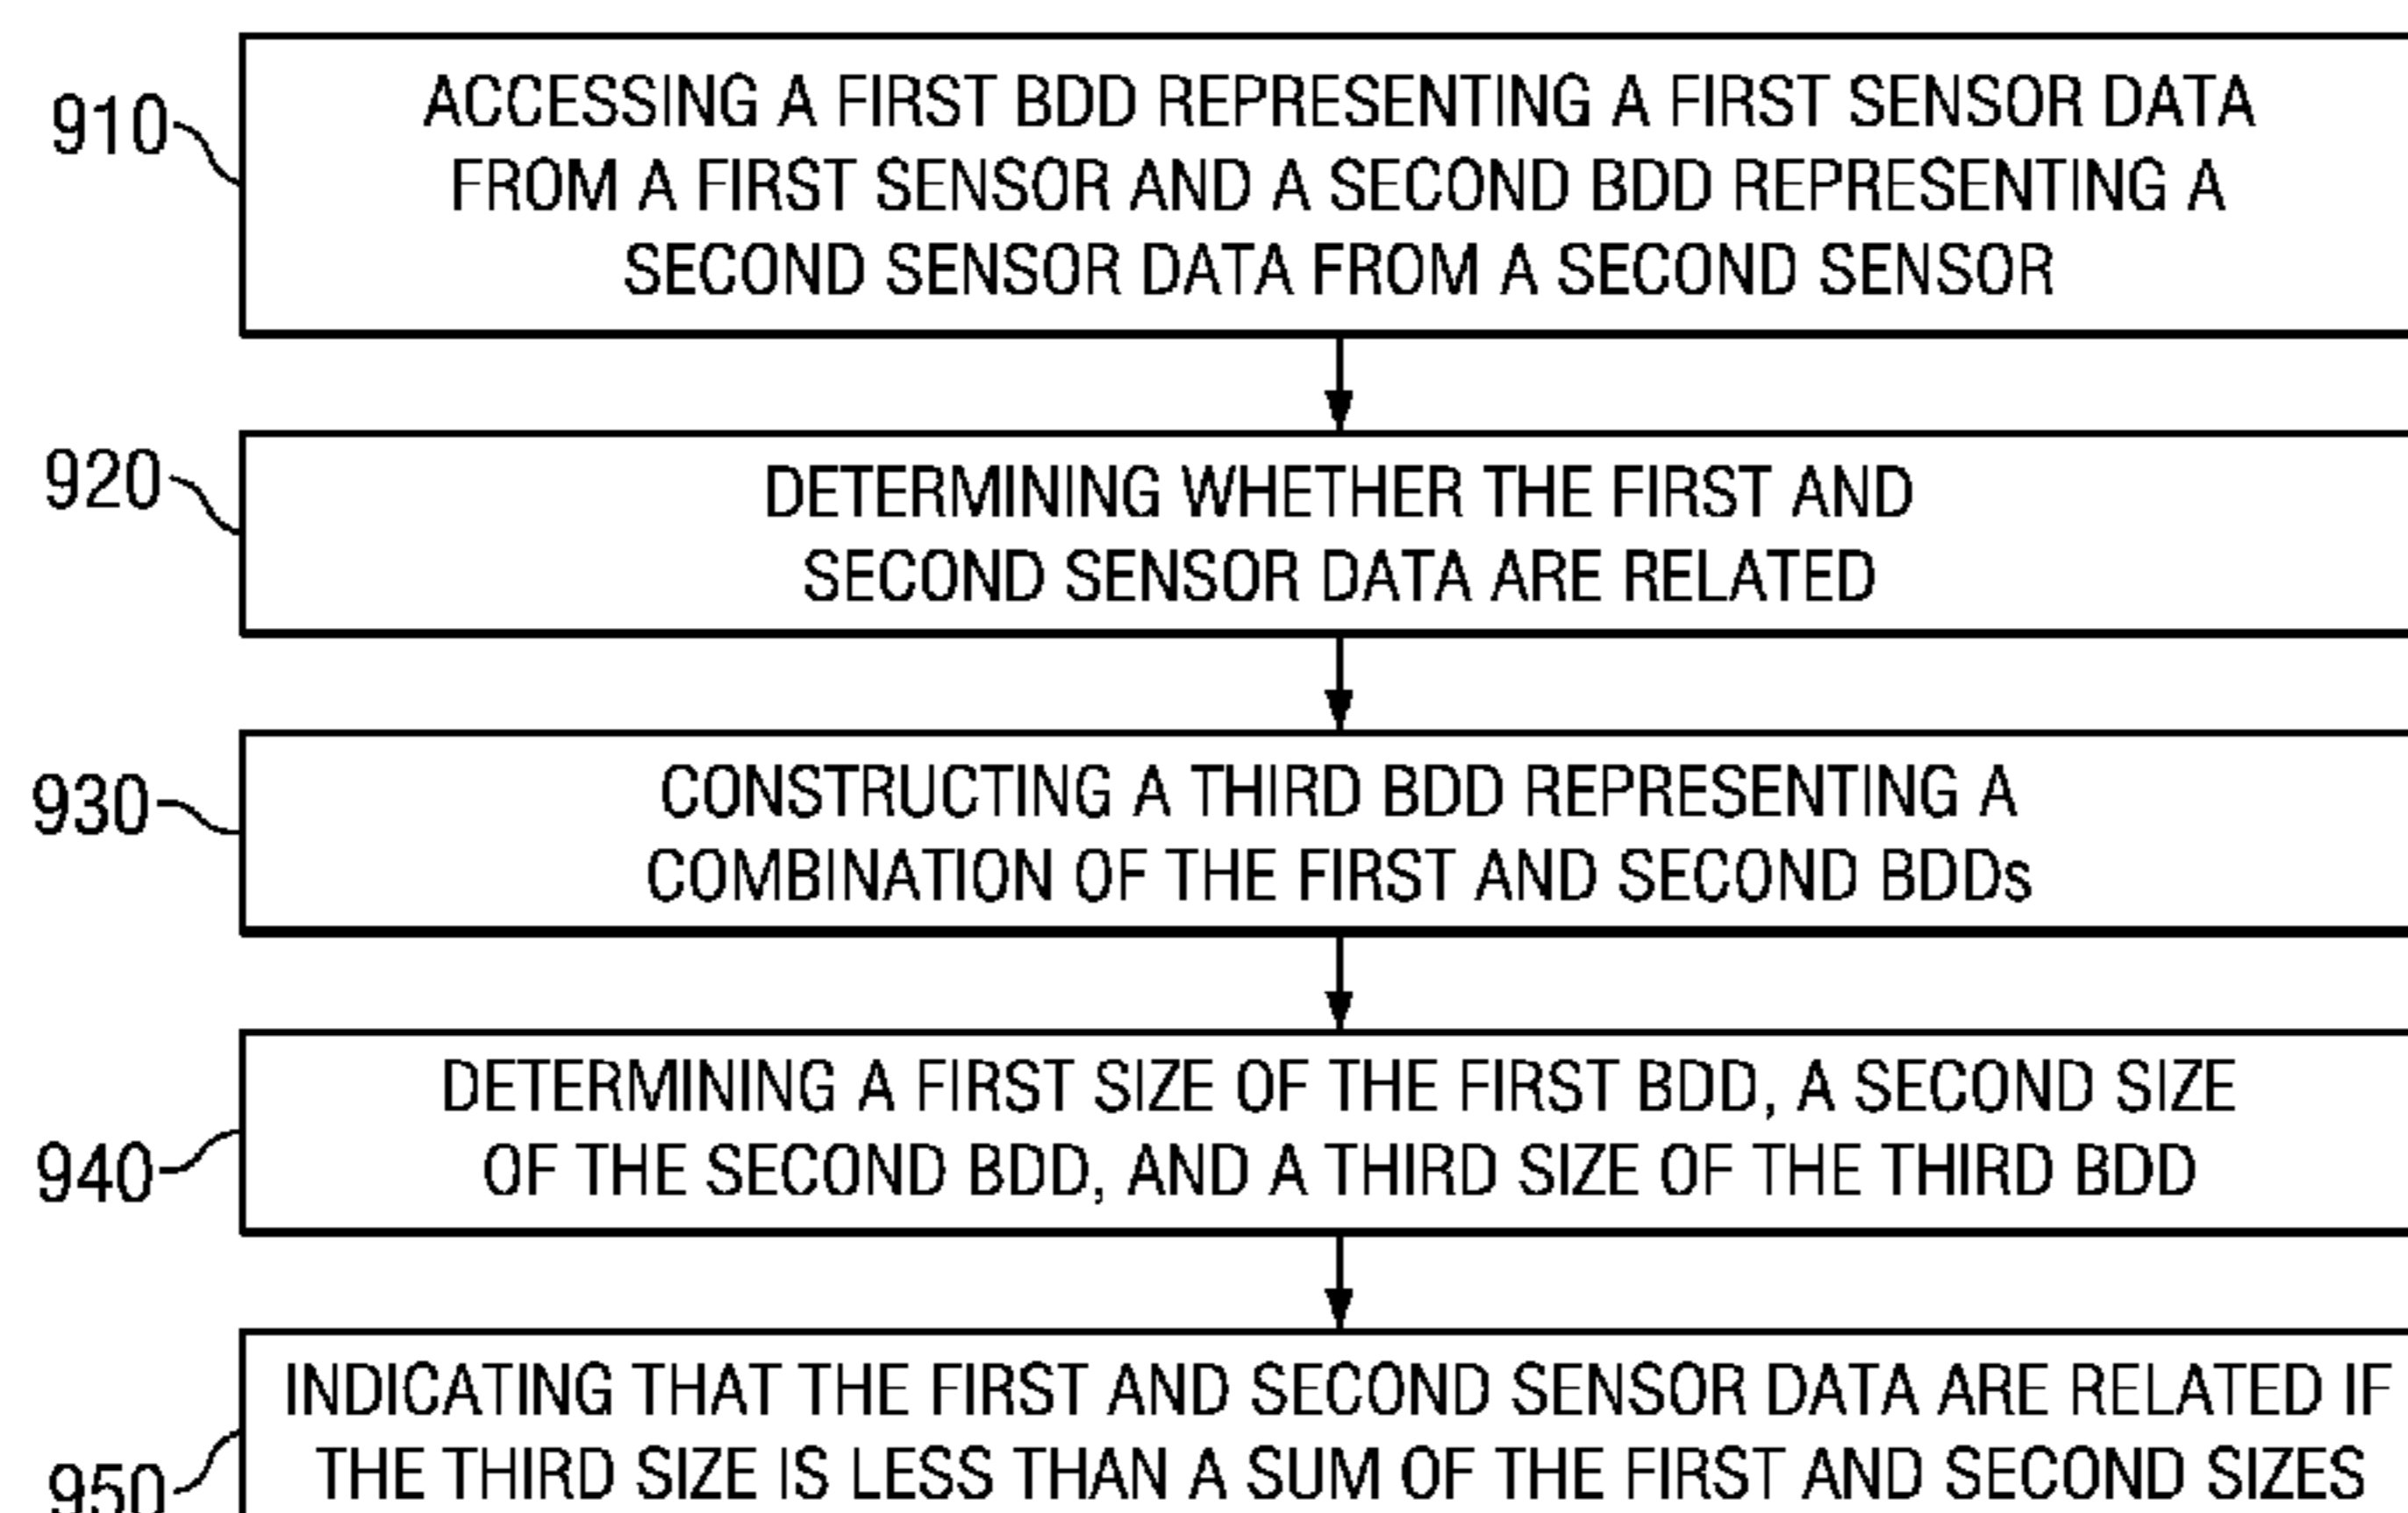 910
ACCESSING A FIRST BDD REPRESENTING A FIRST SENSOR DATA
FROM A FIRST SENSOR AND A SECOND BDD REPRESENTING A
SECOND SENSOR DATA FROM A SECOND SENSOR
920
DETERMINING WHETHER THE FIRST AND
SECOND SENSOR DATA ARE RELATED
930
CONSTRUCTING A THIRD BDD REPRESENTING A
COMBINATION OF THE FIRST AND SECOND BDDs
940
DETERMINING A FIRST SIZE OF THE FIRST BDD, A SECOND SIZE
OF THE SECOND BDD, AND A THIRD SIZE OF THE THIRD BDD
950
INDICATING THAT THE FIRST AND SECOND SENSOR DATA ARE RELATED IF
THE THIRD SIZE IS LESS THAN A SUM OF THE FIRST AND SECOND SIZES